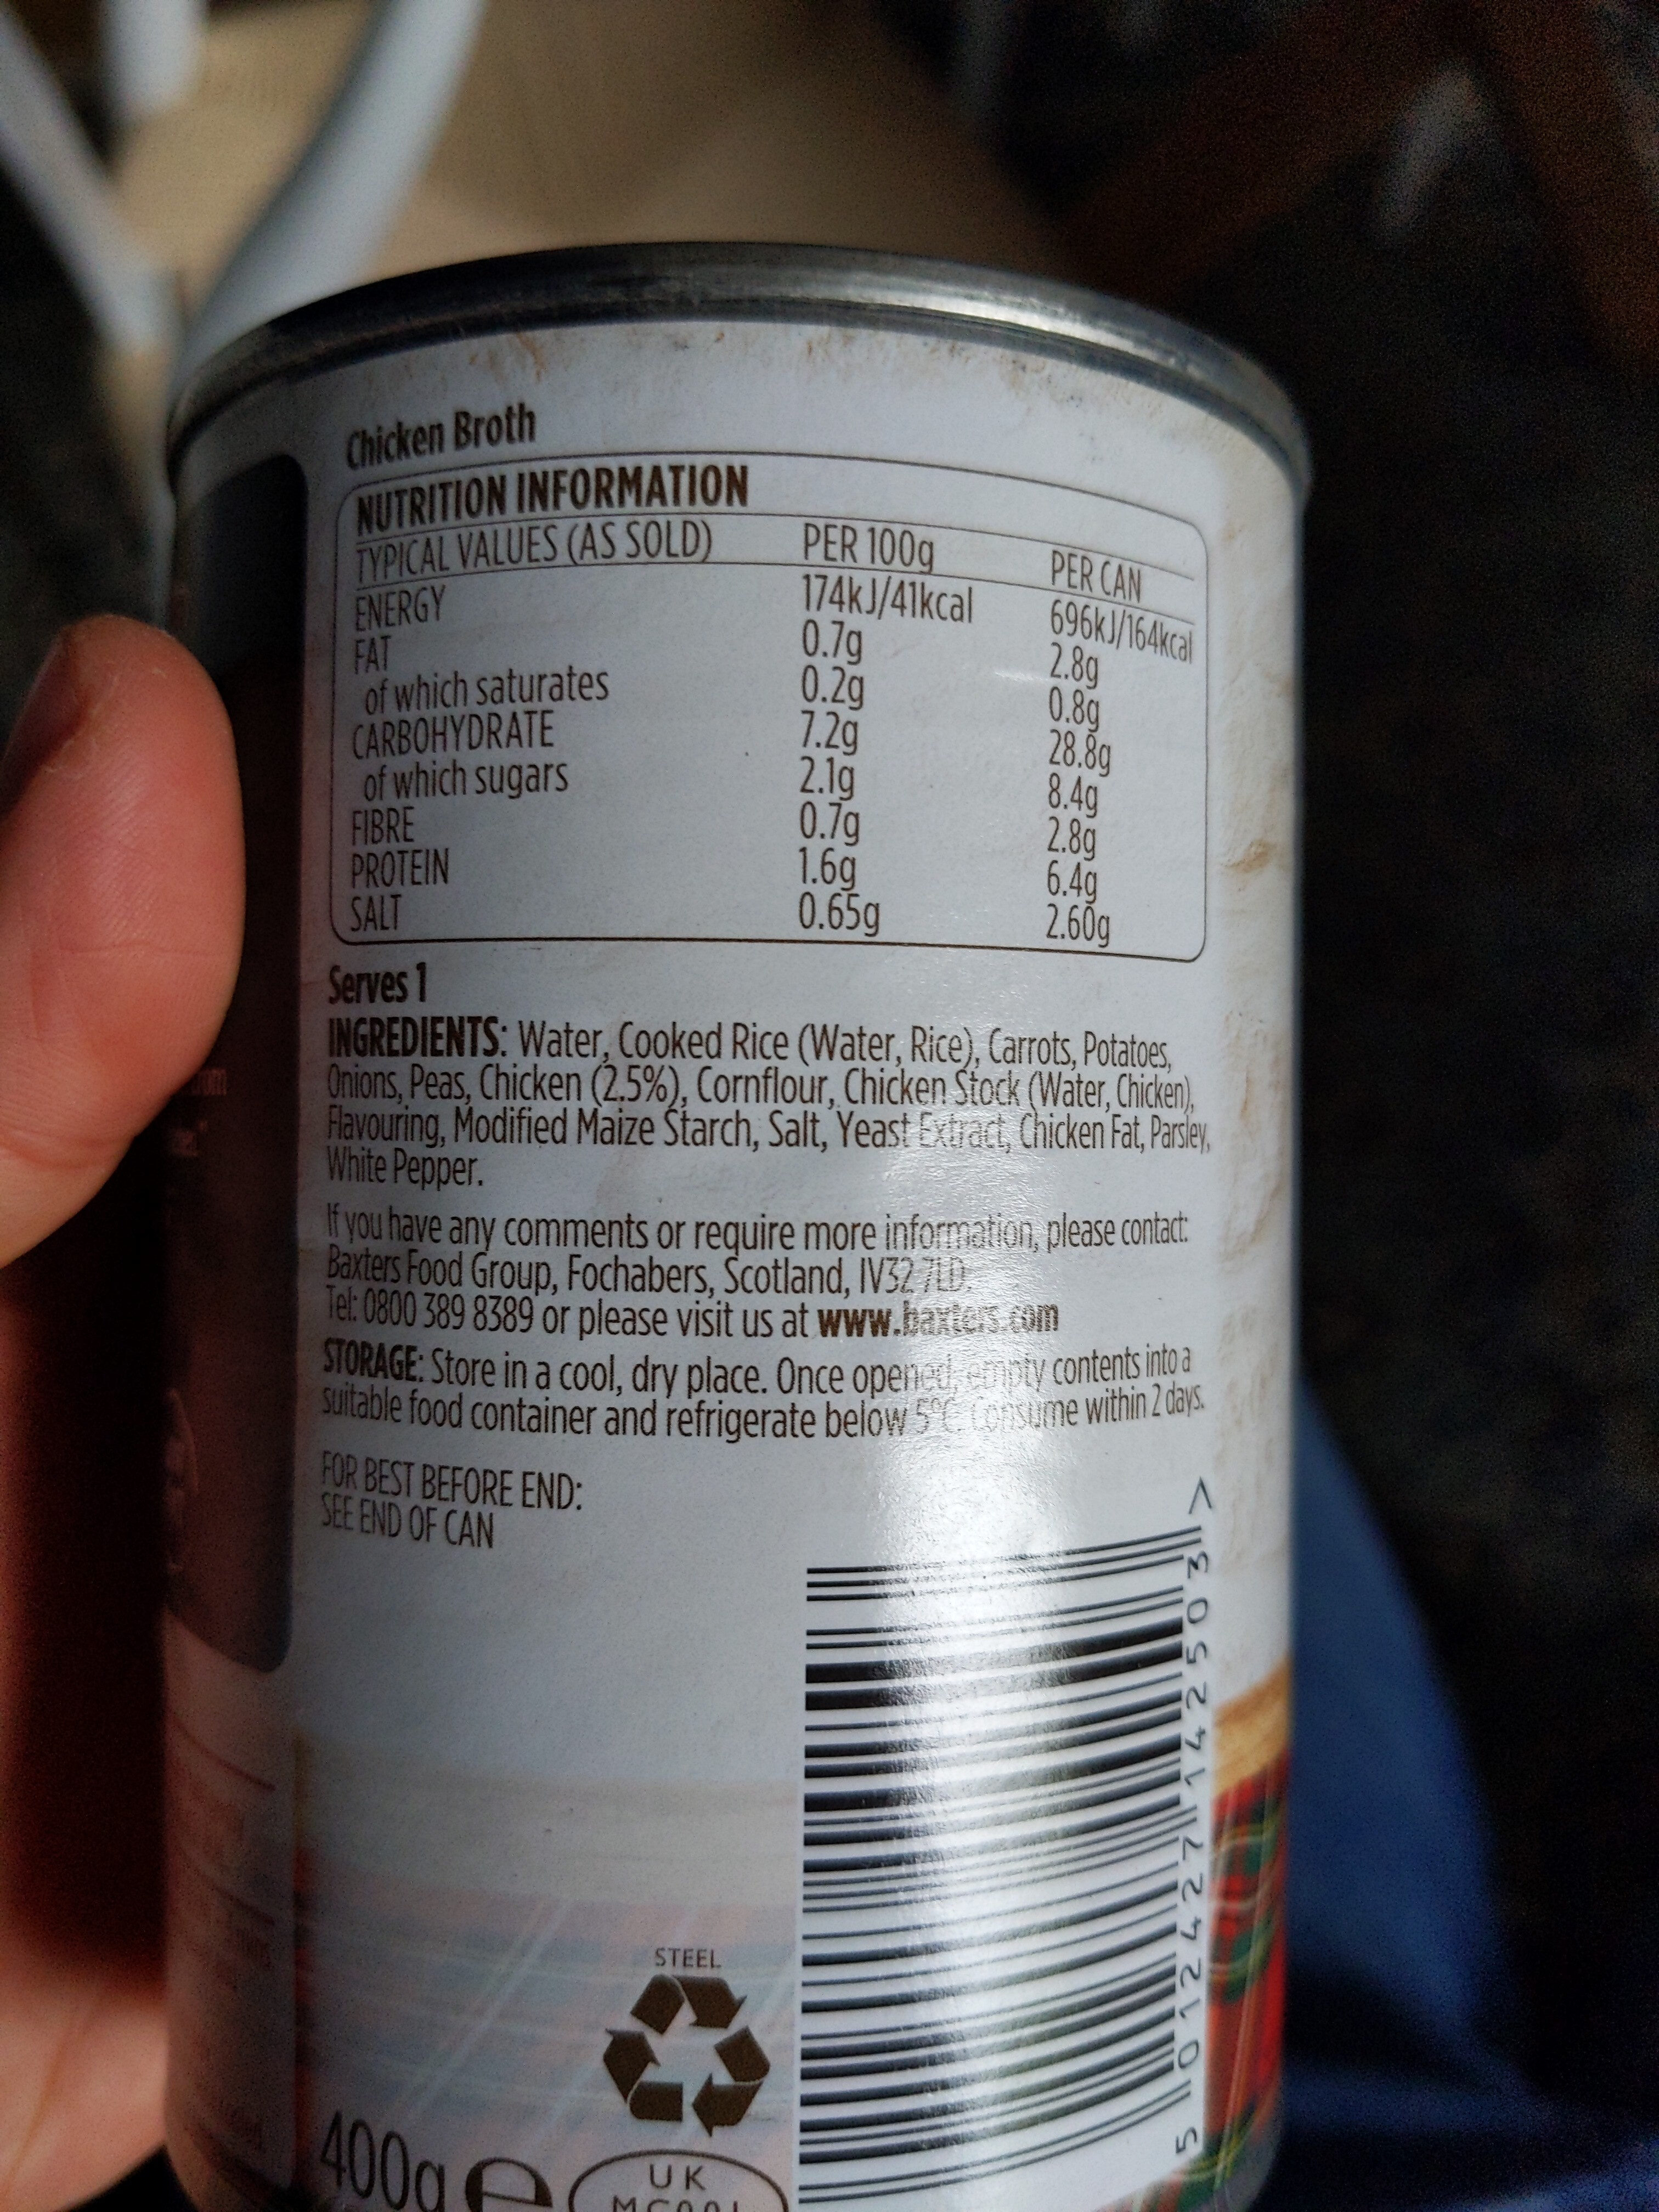 Chicken Broth
NUTRITION INFORMATION
TYPICAL VALUES (AS SOLD) PER 100g PER CAN
ENERGY 174kJ/41kcal 696kJ/164kcal
FAT 0.7g 2.8g
of which saturates 0.2g 0.8g
CARBOHYDRATE 7.2g 28.8g
of which sugars 2.1g 8.4g
FIBRE 0.7g 2.8g
PROTEIN 1.6g 6.4g
SALT 0.65g 2.60g
Serves 1
INGREDIENTS: Water, Cooked Rice (Water, Rice), Carrots, Potatoes,
Onions, Peas, Chicken (2.5%), Cornflour, Chicken Stock (Water, Chicken),
Flavouring, Modified Maize Starch, Salt, Yeast Extract, Chicken Fat, Parsley,
White Pepper.
If you have any comments or require more information, please contact:
Baxters Food Group, Fochabers, Scotland, IV32 7LD.
Tel: 0800 389 8389 or please visit us at www.baxters.com
STORAGE: Store in a cool, dry place. Once opened, empty contents into a
suitable food container and refrigerate below 5°C. Consume within 2 days.
FOR BEST BEFORE END:
SEE END OF CAN
5 012427 142503 >
STEEL
400g e
UK